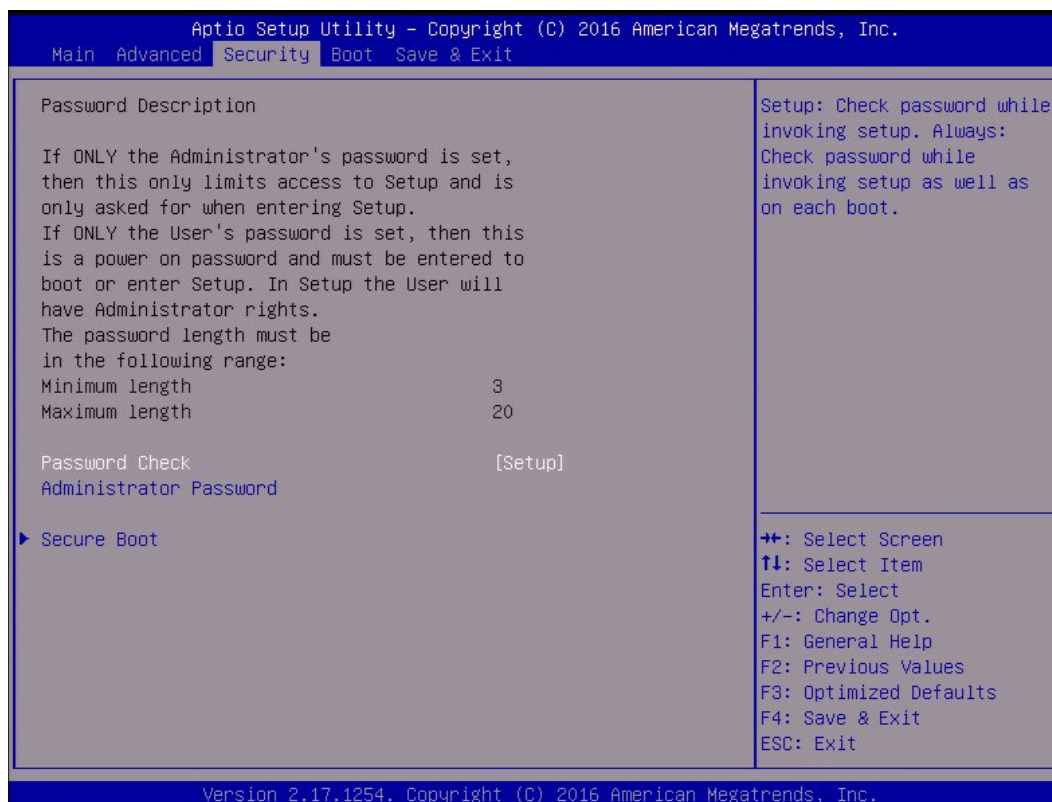 Aptio Setup Utility – Copyright (C) 2016 American Megatrends, Inc.
Main Advanced Security Boot Save & Exit
Password Description
If ONLY the Administrator's password is set,
then this only limits access to Setup and is
only asked for when entering Setup.
If ONLY the User's password is set, then this
is a power on password and must be entered to
boot or enter Setup. In Setup the User will
have Administrator rights.
The password length must be
in the following range:
Minimum length 3
Maximum length 20
Password Check [Setup]
Administrator Password
Secure Boot
Setup: Check password while
invoking setup. Always:
Check password while
invoking setup as well as
on each boot.
→←: Select Screen
↑↓: Select Item
Enter: Select
+/-: Change Opt.
F1: General Help
F2: Previous Values
F3: Optimized Defaults
F4: Save & Exit
ESC: Exit
Version 2.17.1254. Copyright (C) 2016 American Megatrends, Inc.